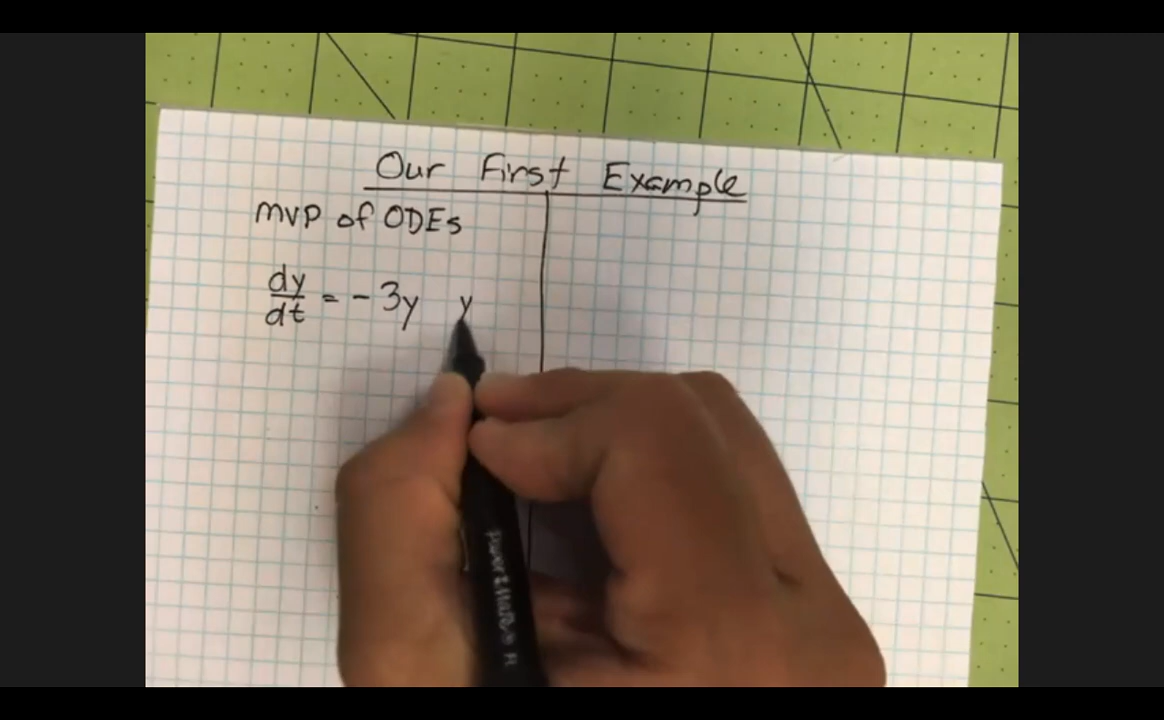 Our First Example
MVP of ODEs
dy/dt = -3y y